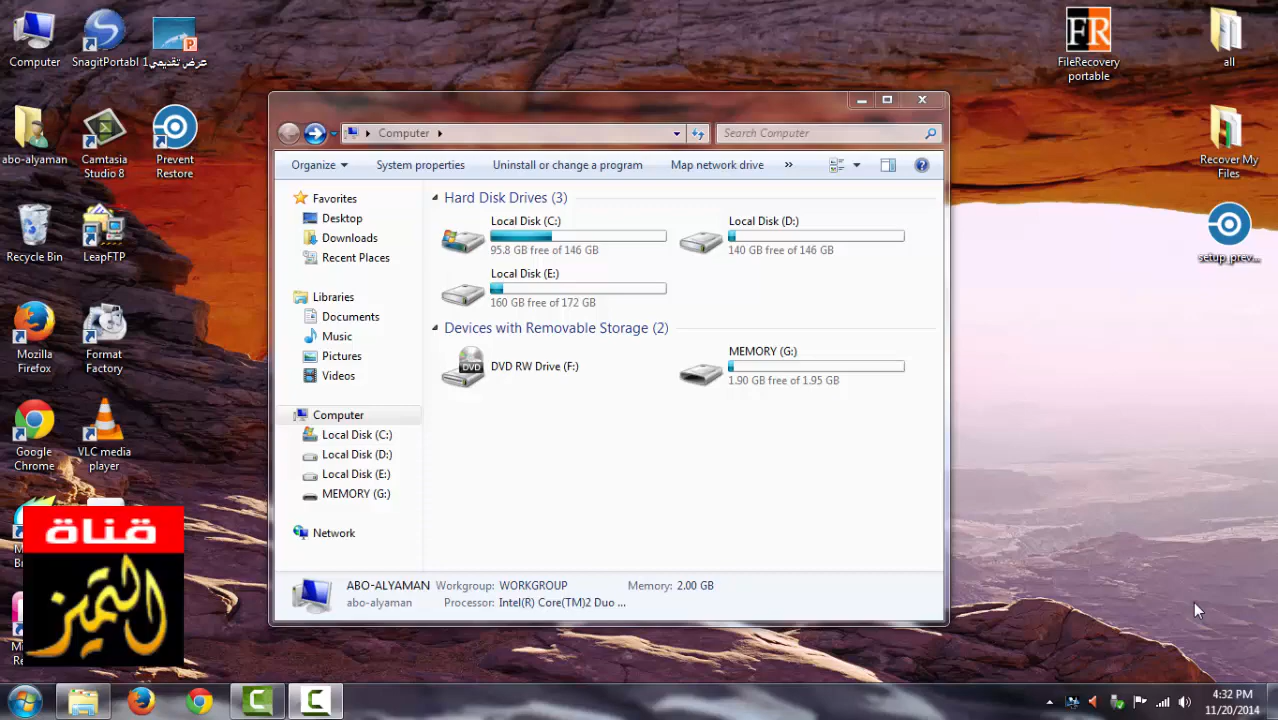 Computer
SnagitPortabl
عرض تقديمي1
abo-alyaman
Camtasia
Studio 8
Prevent
Restore
Recycle Bin
LeapFTP
Mozilla
Firefox
Format
Factory
Google
Chrome
VLC media
player
قناة
التميز
FR
FileRecovery
portable
all
Recover My
Files
setup_prev...
Computer
Search Computer
Organize
System properties
Uninstall or change a program
Map network drive
»
Favorites
Desktop
Downloads
Recent Places
Libraries
Documents
Music
Pictures
Videos
Computer
Local Disk (C:)
Local Disk (D:)
Local Disk (E:)
MEMORY (G:)
Network
Hard Disk Drives (3)
Local Disk (C:)
95.8 GB free of 146 GB
Local Disk (D:)
140 GB free of 146 GB
Local Disk (E:)
160 GB free of 172 GB
Devices with Removable Storage (2)
DVD
DVD RW Drive (F:)
MEMORY (G:)
1.90 GB free of 1.95 GB
ABO-ALYAMAN Workgroup: WORKGROUP Memory: 2.00 GB
abo-alyaman Processor: Intel(R) Core(TM)2 Duo ...
4:32 PM
11/20/2014